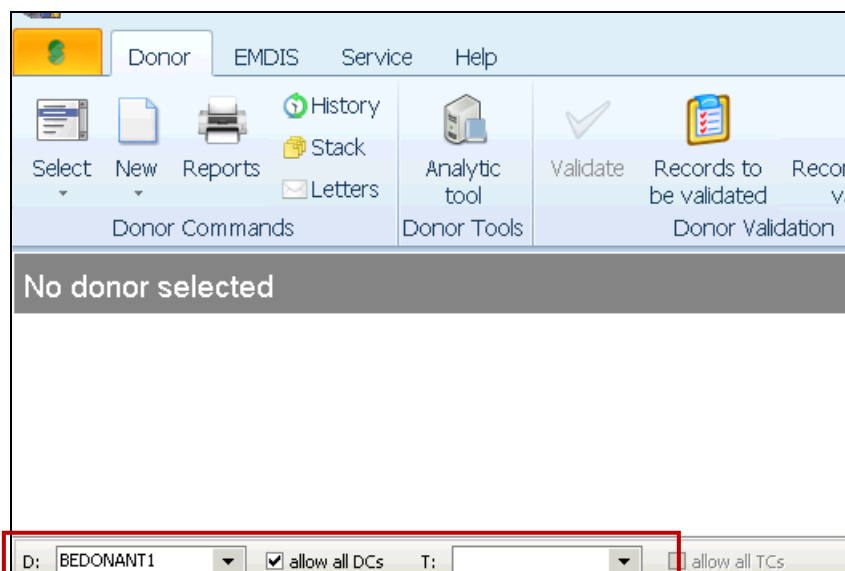 Donor EMDIS Service Help
History
Stack
Letters
Select New Reports
Analytic tool
Validate
Records to be validated
Donor Commands Donor Tools Donor Validation
No donor selected
D: BEDONANT1 allow all DCs T: allow all TCs